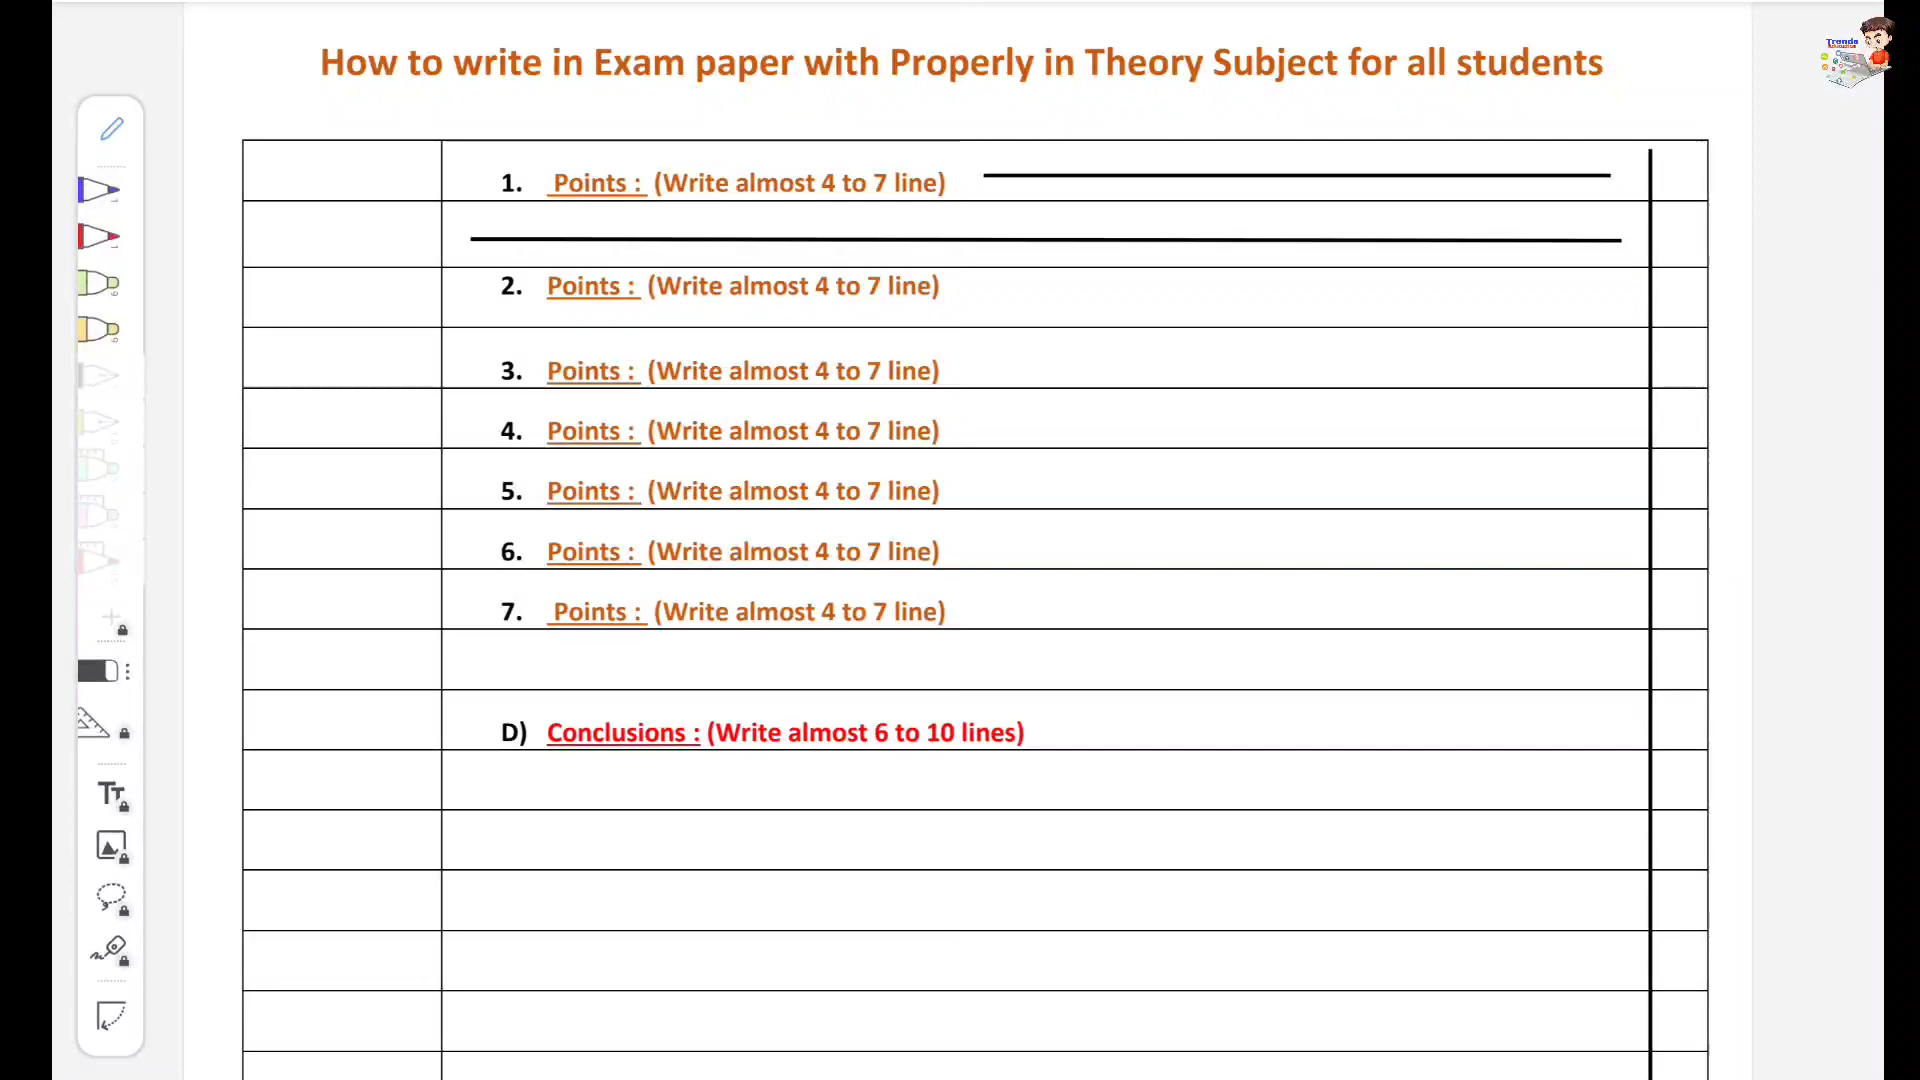 How to write in Exam paper with Properly in Theory Subject for all students
Trends
1. Points : (Write almost 4 to 7 line)
2. Points : (Write almost 4 to 7 line)
3. Points : (Write almost 4 to 7 line)
4. Points : (Write almost 4 to 7 line)
5. Points : (Write almost 4 to 7 line)
6. Points : (Write almost 4 to 7 line)
7. Points : (Write almost 4 to 7 line)
D) Conclusions : (Write almost 6 to 10 lines)